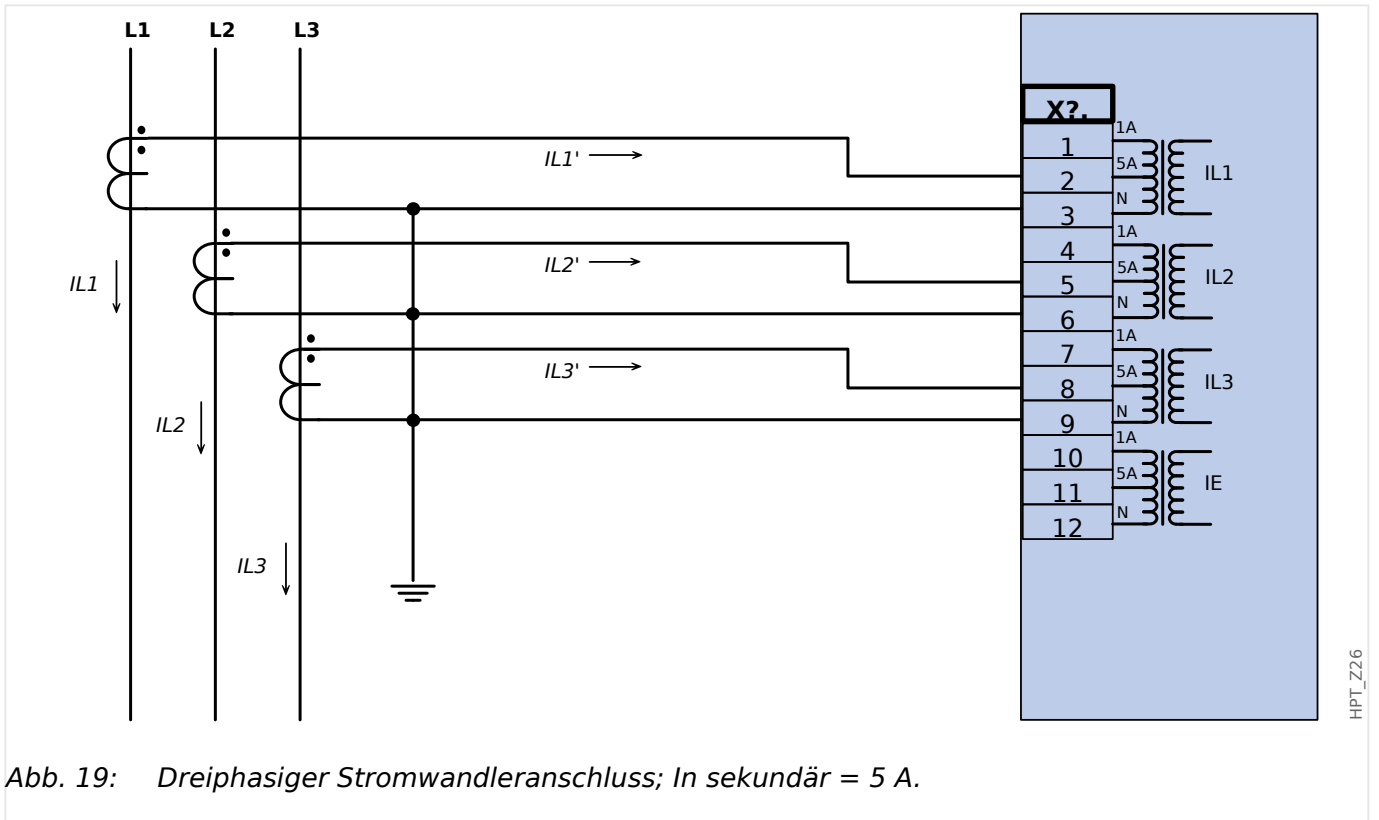 L1 L2 L3
X?.
1A
1
IL1'
5A
IL1
2
N
3
1A
4
IL2'
5A
IL2
IL1
5
N
6
1A
7
IL3'
5A
IL3
8
N
IL2
9
1A
10
5A
IE
11
N
12
IL3
HPT_Z26
Abb. 19: Dreiphasiger Stromwandleranschluss; In sekundär = 5 A.